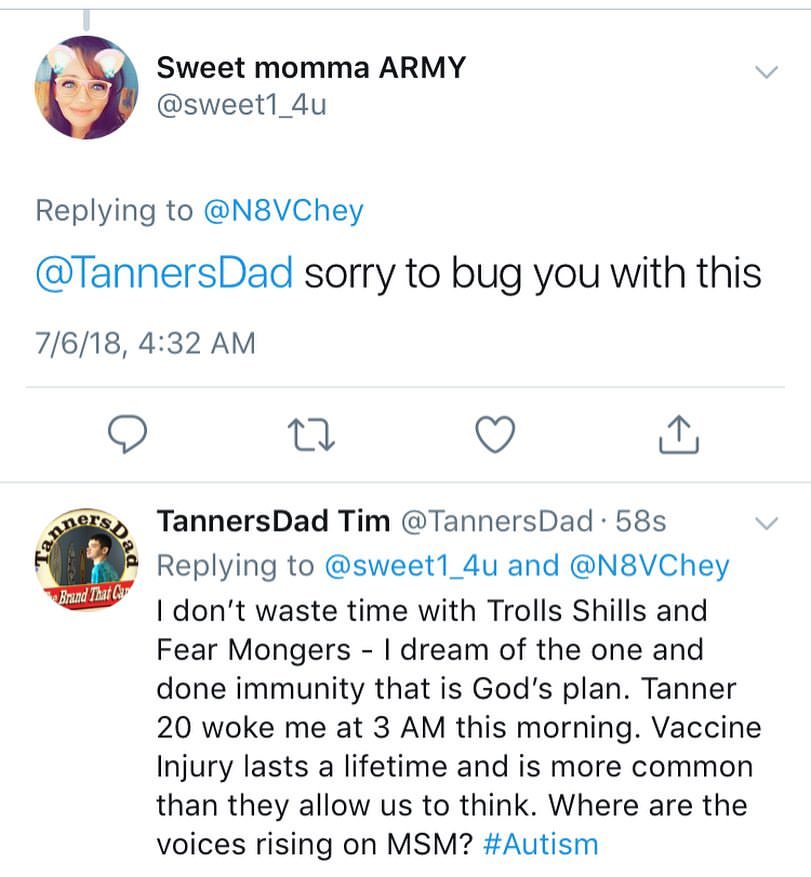 Sweet momma ARMY
@sweet1_4u
Replying to @N8VChey
@TannersDad sorry to bug you with this
7/6/18, 4:32 AM
TannersDad
Brand That Ca
TannersDad Tim @TannersDad · 58s
Replying to @sweet1_4u and @N8VChey
I don't waste time with Trolls Shills and
Fear Mongers - I dream of the one and
done immunity that is God's plan. Tanner
20 woke me at 3 AM this morning. Vaccine
Injury lasts a lifetime and is more common
than they allow us to think. Where are the
voices rising on MSM? #Autism